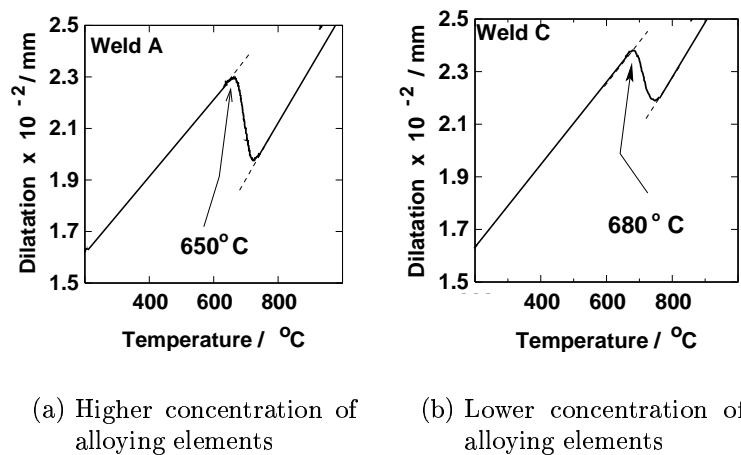 Weld A
2.5
2.3
2.1
1.9
1.7
1.5
Dilatation x 10 -2 / mm
650°C
400 600 800
Temperature / °C
(a) Higher concentration of
alloying elements
Weld C
2.5
2.3
2.1
1.9
1.7
1.5
Dilatation x 10 -2 / mm
680°C
400 600 800
Temperature / °C
(b) Lower concentration of
alloying elements